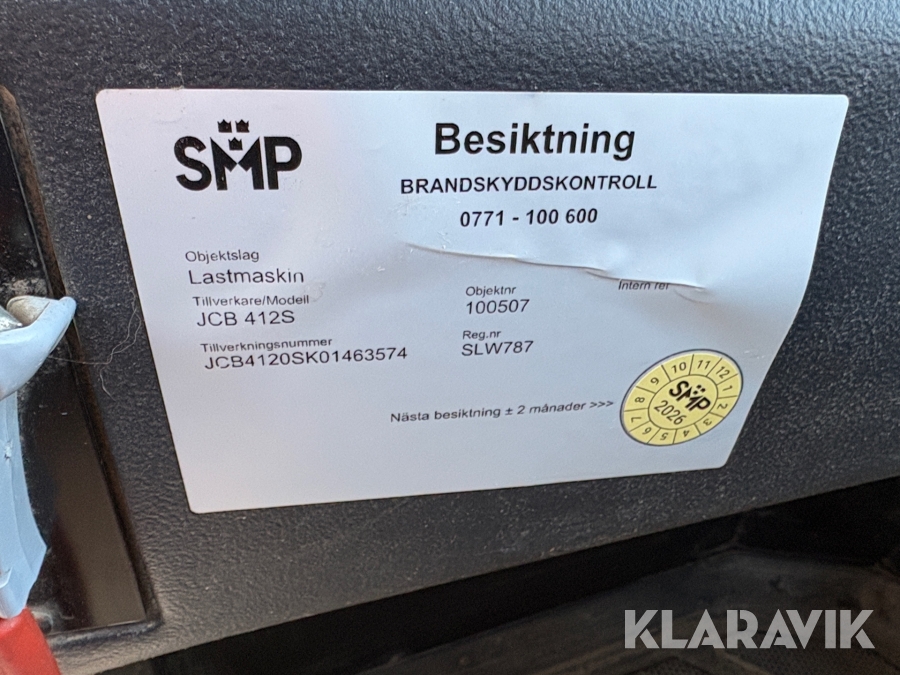 SMP
Besiktning
BRANDSKYDDSKONTROLL
0771 - 100 600
Objektslag
Lastmaskin
Tillverkare/Modell
JCB 412S
Tillverkningsnummer
JCB4120SK01463574
Objektnr
100507
Intern ref
Reg.nr
SLW787
Nästa besiktning ± 2 månader >>>
1 2 3 4 5 6 7 8 9 10 11 12
SMP
2026
KLARAVIK